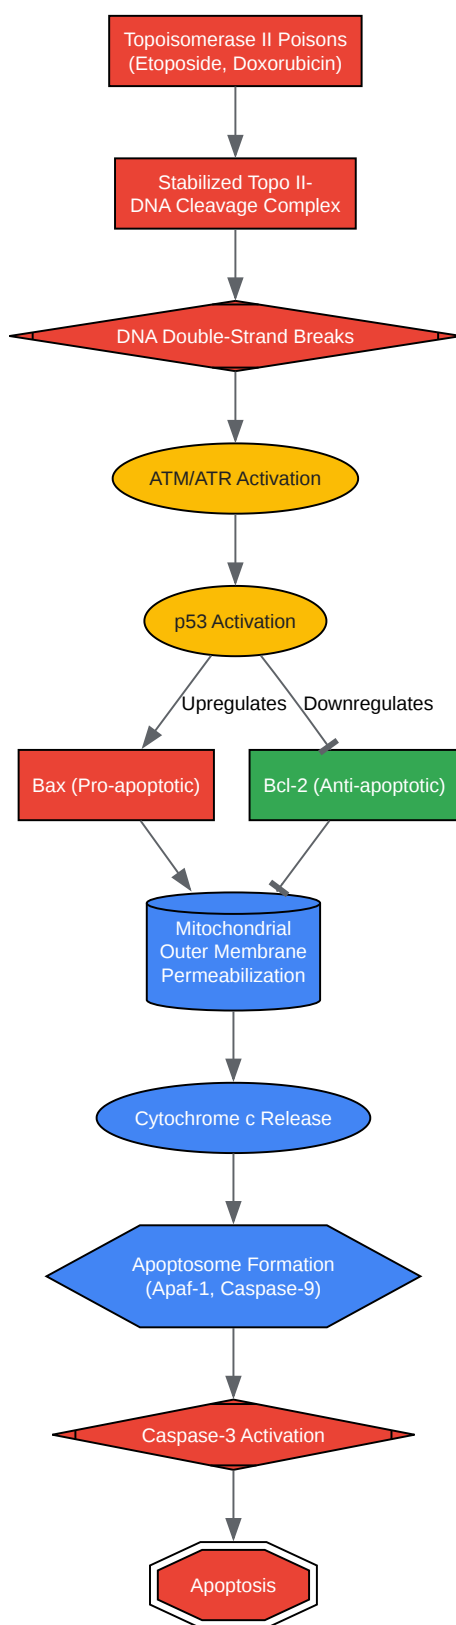 Topoisomerase II Poisons
(Etoposide, Doxorubicin)
Stabilized Topo II-
DNA Cleavage Complex
DNA Double-Strand Breaks
ATM/ATR Activation
p53 Activation
Upregulates
Downregulates
Bax (Pro-apoptotic)
Bcl-2 (Anti-apoptotic)
Mitochondrial
Outer Membrane
Permeabilization
Cytochrome c Release
Apoptosome Formation
(Apaf-1, Caspase-9)
Caspase-3 Activation
Apoptosis